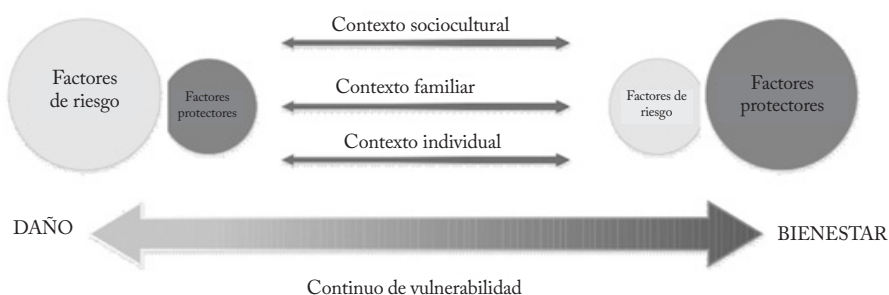 Contexto sociocultural
Factores
de riesgo
Factores
protectores
Contexto familiar
Factores de
riesgo
Factores
protectores
Contexto individual
DAÑO
BIENESTAR
Continuo de vulnerabilidad